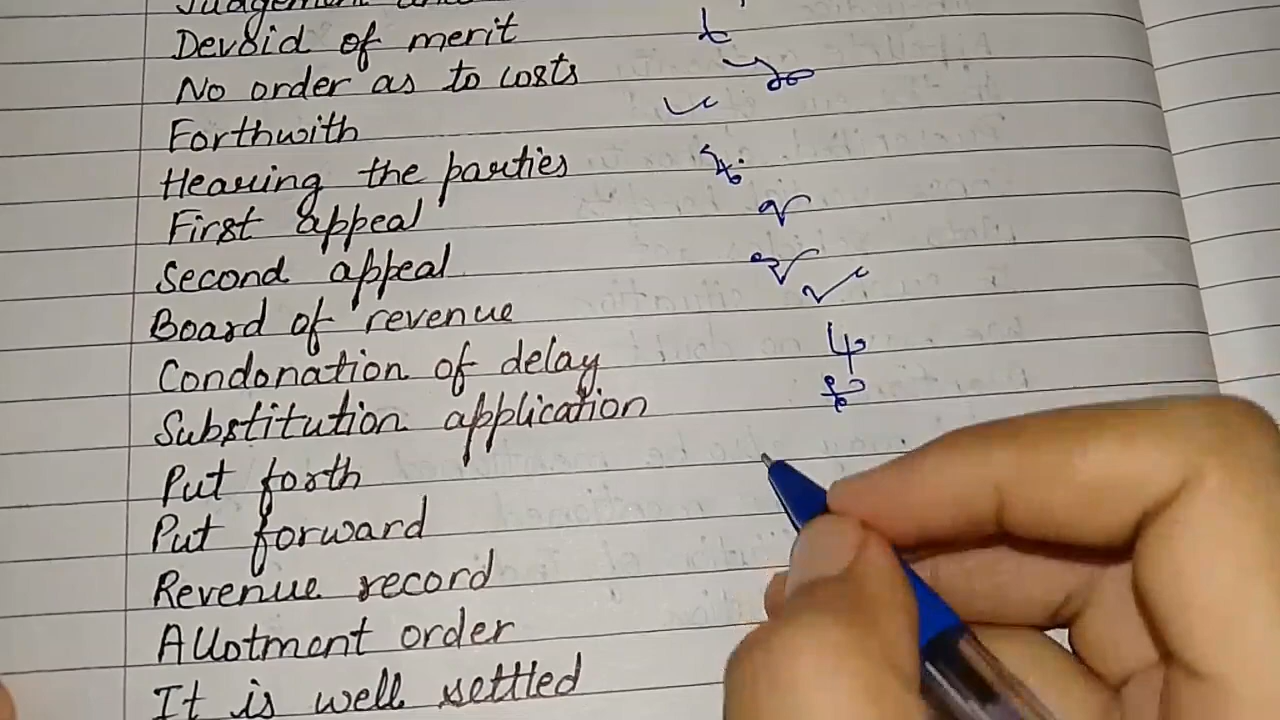 Judgement
Devoid of merit
No order as to costs
Forthwith
Hearing the parties
First appeal
Second appeal
Board of revenue
Condonation of delay
Substitution application
Put forth
Put forward
Revenue record
Allotment order
It is well settled